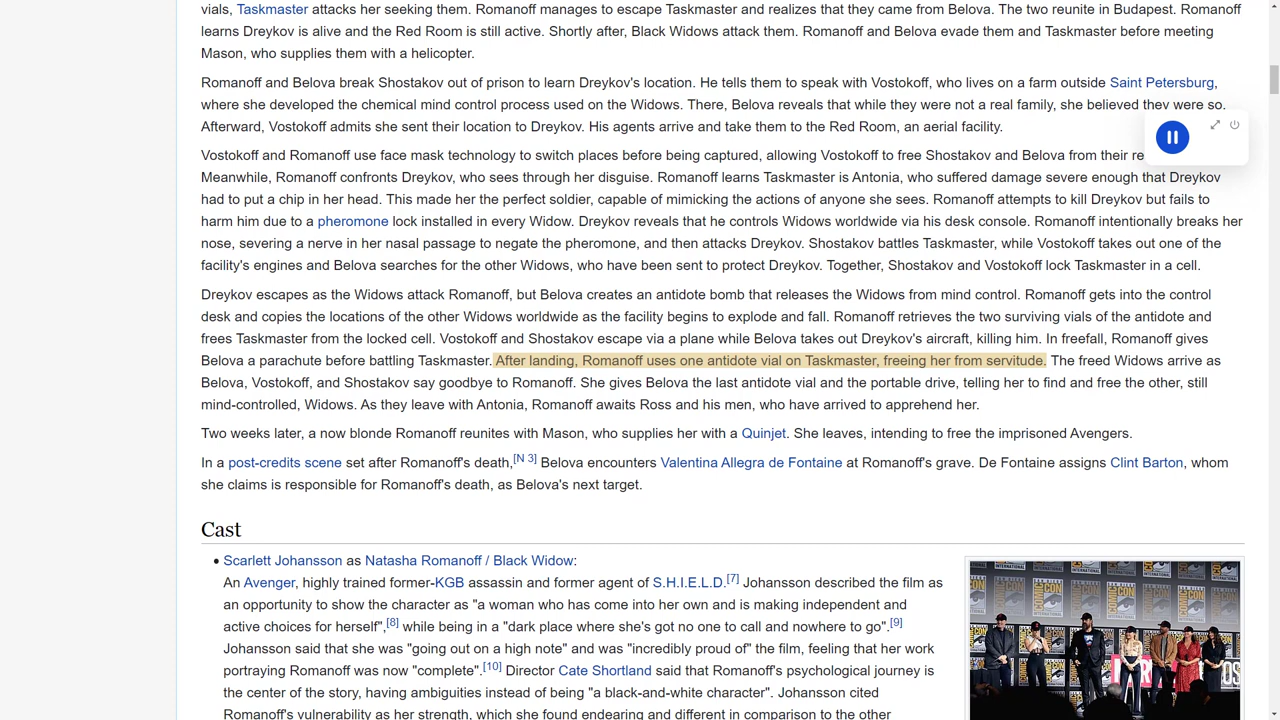 vials, Taskmaster attacks her seeking them. Romanoff manages to escape Taskmaster and realizes that they came from Belova. The two reunite in Budapest. Romanoff
learns Dreykov is alive and the Red Room is still active. Shortly after, Black Widows attack them. Romanoff and Belova evade them and Taskmaster before meeting
Mason, who supplies them with a helicopter.
Romanoff and Belova break Shostakov out of prison to learn Dreykov's location. He tells them to speak with Vostokoff, who lives on a farm outside Saint Petersburg,
where she developed the chemical mind control process used on the Widows. There, Belova reveals that while they were not a real family, she believed they were so.
Afterward, Vostokoff admits she sent their location to Dreykov. His agents arrive and take them to the Red Room, an aerial facility.
Vostokoff and Romanoff use face mask technology to switch places before being captured, allowing Vostokoff to free Shostakov and Belova from their
Meanwhile, Romanoff confronts Dreykov, who sees through her disguise. Romanoff learns Taskmaster is Antonia, who suffered damage severe enough that Dreykov
had to put a chip in her head. This made her the perfect soldier, capable of mimicking the actions of anyone she sees. Romanoff attempts to kill Dreykov but fails to
harm him due to a pheromone lock installed in every Widow. Dreykov reveals that he controls Widows worldwide via his desk console. Romanoff intentionally breaks her
nose, severing a nerve in her nasal passage to negate the pheromone, and then attacks Dreykov. Shostakov battles Taskmaster, while Vostokoff takes out one of the
facility's engines and Belova searches for the other Widows, who have been sent to protect Dreykov. Together, Shostakov and Vostokoff lock Taskmaster in a cell.
Dreykov escapes as the Widows attack Romanoff, but Belova creates an antidote bomb that releases the Widows from mind control. Romanoff gets into the control
desk and copies the locations of the other Widows worldwide as the facility begins to explode and fall. Romanoff retrieves the two surviving vials of the antidote and
frees Taskmaster from the locked cell. Vostokoff and Shostakov escape via a plane while Belova takes out Dreykov's aircraft, killing him. In freefall, Romanoff gives
Belova a parachute before battling Taskmaster. After landing, Romanoff uses one antidote vial on Taskmaster, freeing her from servitude. The freed Widows arrive as
Belova, Vostokoff, and Shostakov say goodbye to Romanoff. She gives Belova the last antidote vial and the portable drive, telling her to find and free the other, still
mind-controlled, Widows. As they leave with Antonia, Romanoff awaits Ross and his men, who have arrived to apprehend her.
Two weeks later, a now blonde Romanoff reunites with Mason, who supplies her with a Quinjet. She leaves, intending to free the imprisoned Avengers.
In a post-credits scene set after Romanoff's death,[N 3] Belova encounters Valentina Allegra de Fontaine at Romanoff's grave. De Fontaine assigns Clint Barton, whom
she claims is responsible for Romanoff's death, as Belova's next target.
Cast
• Scarlett Johansson as Natasha Romanoff / Black Widow:
An Avenger, highly trained former-KGB assassin and former agent of S.H.I.E.L.D.[7] Johansson described the film as
an opportunity to show the character as "a woman who has come into her own and is making independent and
active choices for herself",[8] while being in a "dark place where she's got no one to call and nowhere to go".[9]
Johansson said that she was "going out on a high note" and was "incredibly proud of" the film, feeling that her work
portraying Romanoff was now "complete".[10] Director Cate Shortland said that Romanoff's psychological journey is
the center of the story, having ambiguities instead of being "a black-and-white character". Johansson cited
Romanoff's vulnerability as her strength, which she found endearing and different in comparison to the other